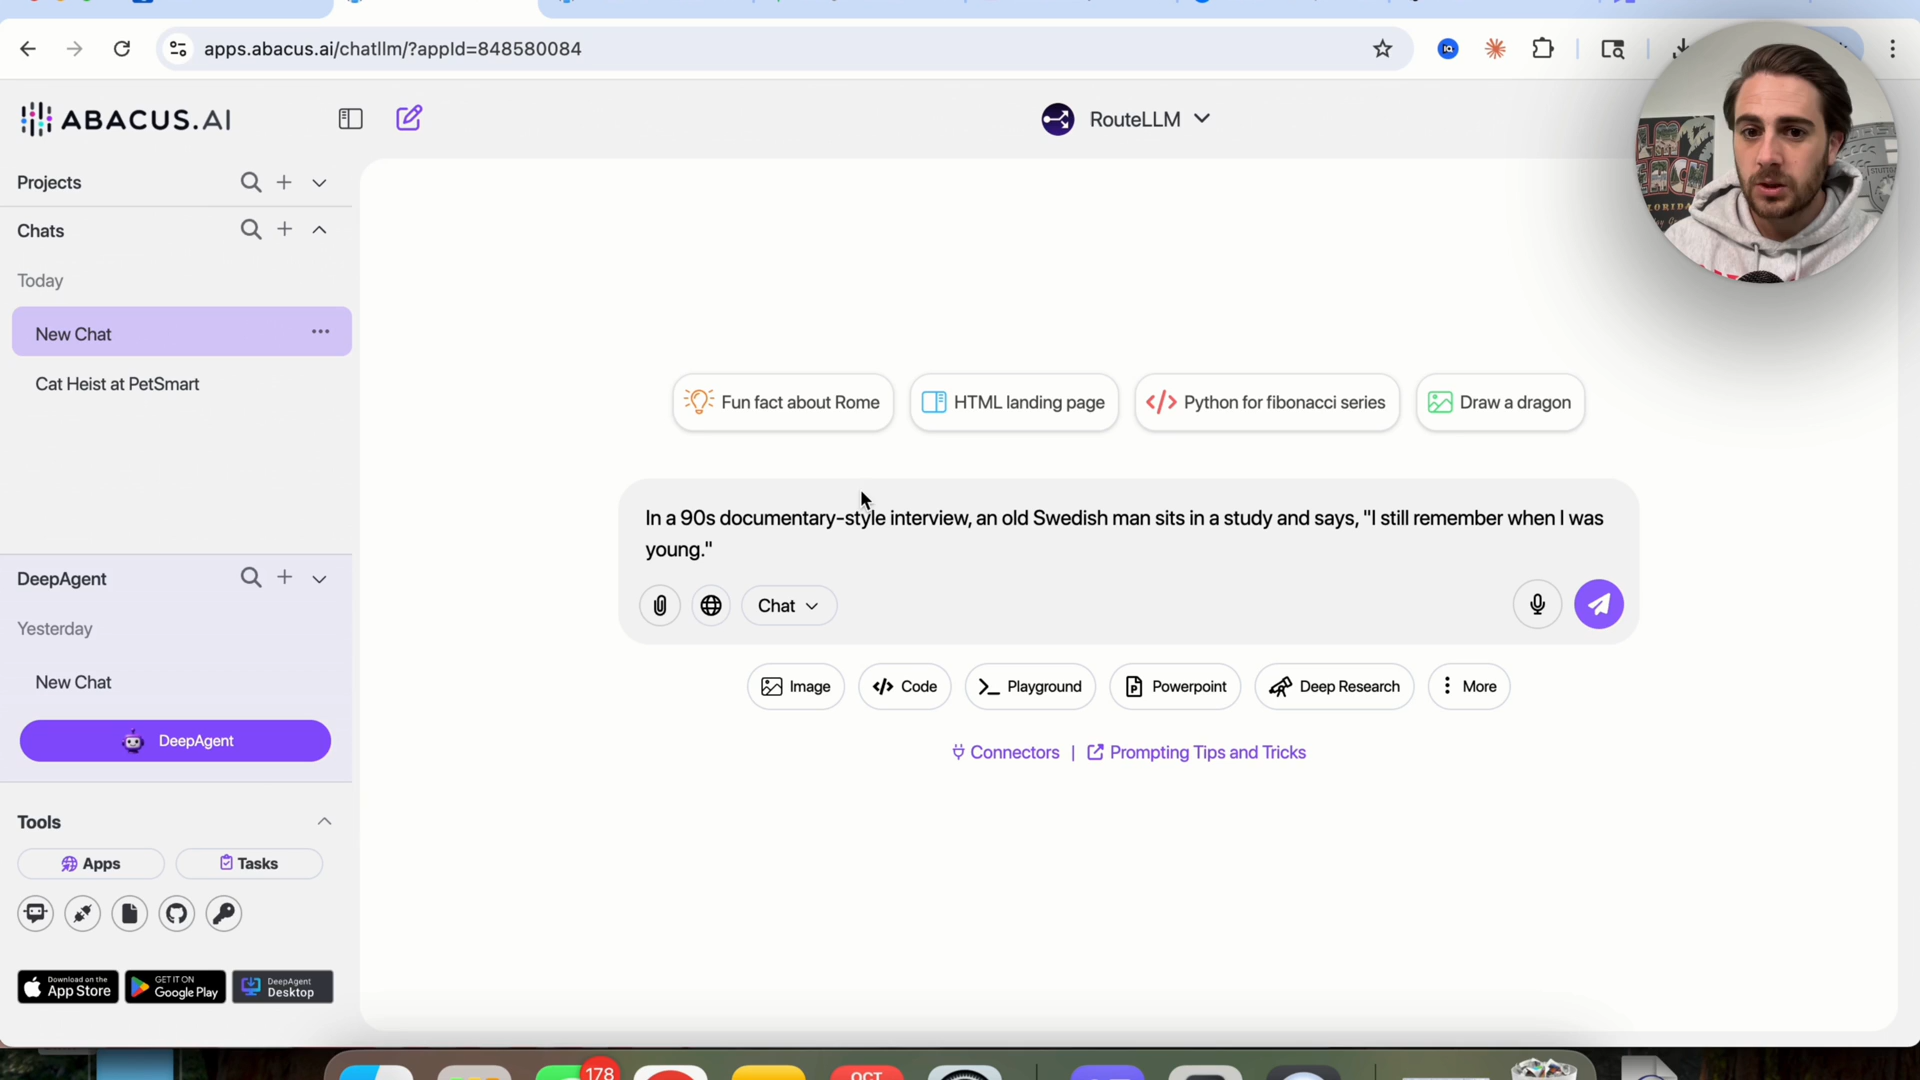 apps.abacus.ai/chatllm/?appId=848580084
ABACUS.AI
RouteLLM
Projects
Chats
Today
New Chat
Cat Heist at PetSmart
Fun fact about Rome
HTML landing page
Python for fibonacci series
Draw a dragon
In a 90s documentary-style interview, an old Swedish man sits in a study and says, "I still remember when I was
young."
Chat
Image
Code
Playground
Powerpoint
Deep Research
More
Connectors | Prompting Tips and Tricks
DeepAgent
Yesterday
New Chat
DeepAgent
Tools
Apps
Tasks
Download on the
App Store
GET IT ON
Google Play
DeepAgent
Desktop
178
OCT